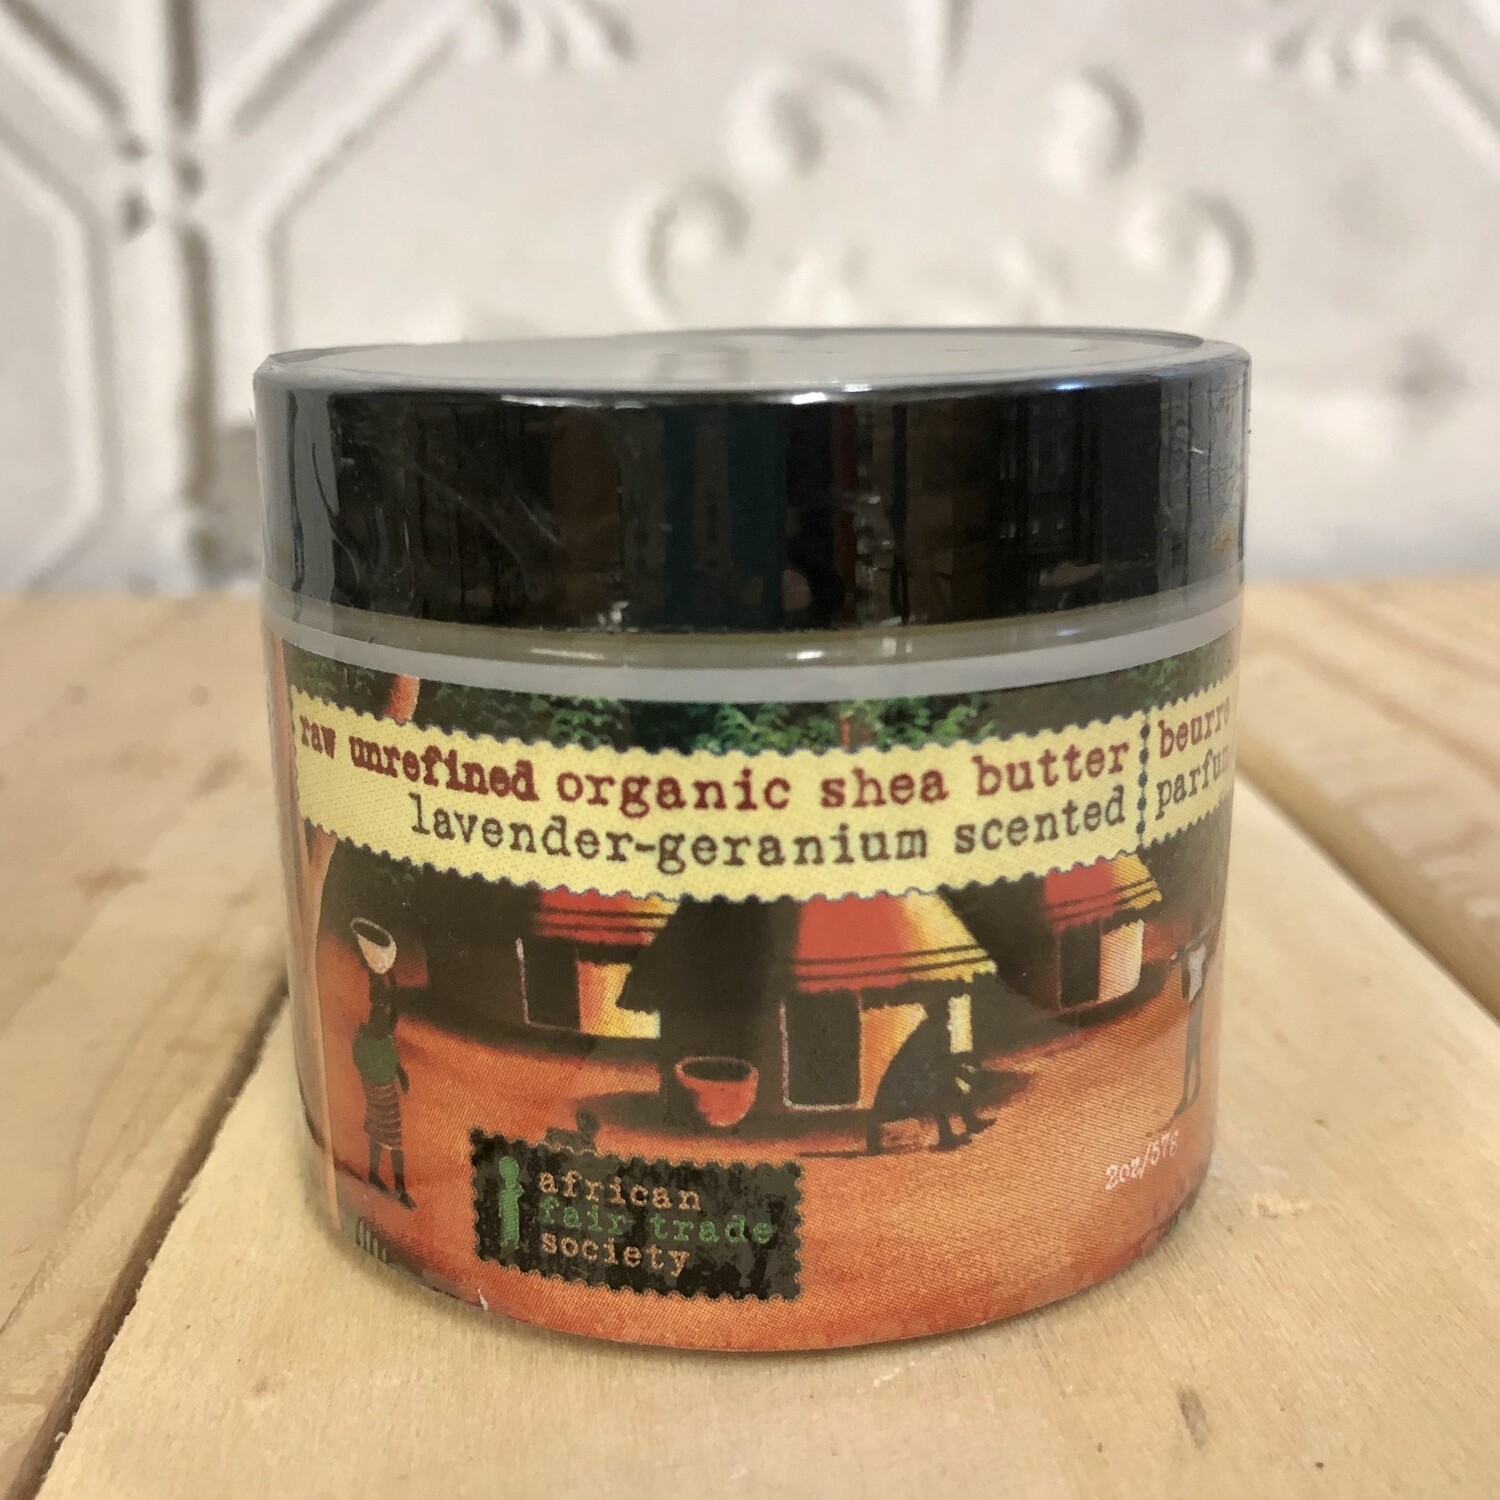 raw unrefined organic shea butter
lavender-geranium scented
beurre
parfum
african
fair trade
society
2oz/57g